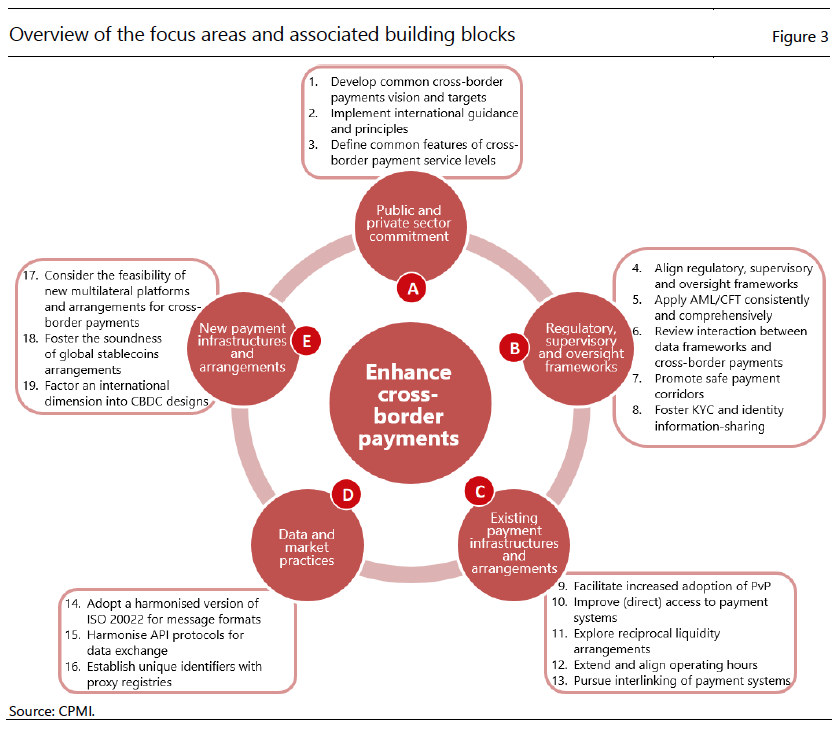 Overview of the focus areas and associated building blocks
Figure 3
1. Develop common cross-border
payments vision and targets
2. Implement international guidance
and principles
3. Define common features of cross-
border payment service levels
Public and
private sector
commitment
A
4. Align regulatory, supervisory
and oversight frameworks
5. Apply AML/CFT consistently
and comprehensively
6. Review interaction between
data frameworks and
cross-border payments
7. Promote safe payment
corridors
8. Foster KYC and identity
information-sharing
Regulatory,
supervisory
and oversight
frameworks
B
17. Consider the feasibility of
new multilateral platforms
and arrangements for cross-
border payments
18. Foster the soundness
of global stablecoins
arrangements
19. Factor an international
dimension into CBDC designs
New payment
infrastructures
and
arrangements
E
Enhance
cross-
border
payments
D
Data and
market
practices
C
Existing
payment
infrastructures
and
arrangements
14. Adopt a harmonised version of
ISO 20022 for message formats
15. Harmonise API protocols for
data exchange
16. Establish unique identifiers with
proxy registries
9. Facilitate increased adoption of PvP
10. Improve (direct) access to payment
systems
11. Explore reciprocal liquidity
arrangements
12. Extend and align operating hours
13. Pursue interlinking of payment systems
Source: CPMI.